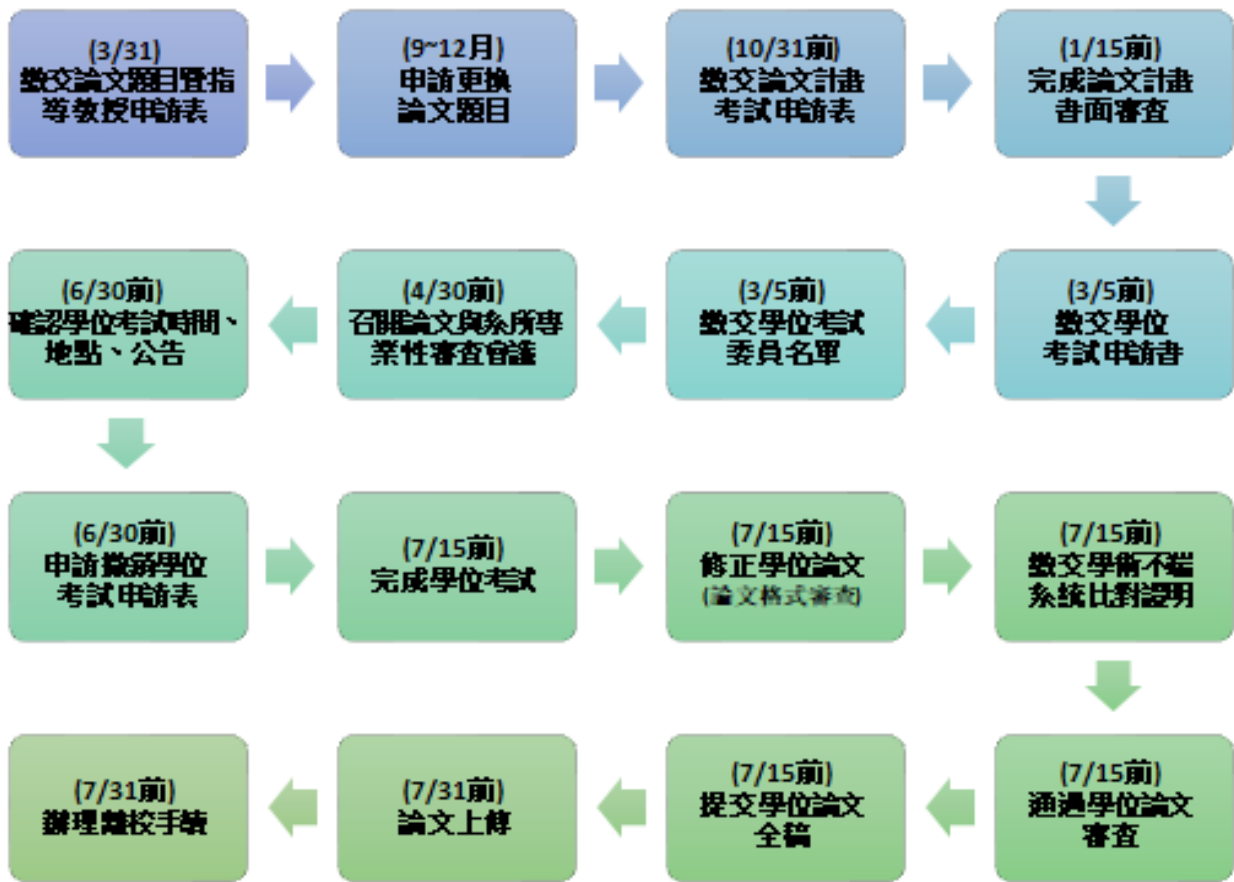 (3/31)
繳交論文題目暨指
導教授申請表
(9~12月)
申請更換
論文題目
(10/31前)
繳交論文計畫
考試申請表
(1/15前)
完成論文計畫
書面審查
(3/5前)
繳交學位
考試申請書
(3/5前)
繳交學位考試
委員名單
(4/30前)
召開論文與系所專
業性審查會議
(6/30前)
確認學位考試時間、
地點、公告
(6/30前)
申請撤銷學位
考試申請表
(7/15前)
完成學位考試
(7/15前)
修正學位論文
(論文格式審查)
(7/15前)
繳交學術不端
系統比對證明
(7/15前)
通過學位論文
審查
(7/15前)
提交學位論文
全稿
(7/31前)
論文上傳
(7/31前)
辦理離校手續